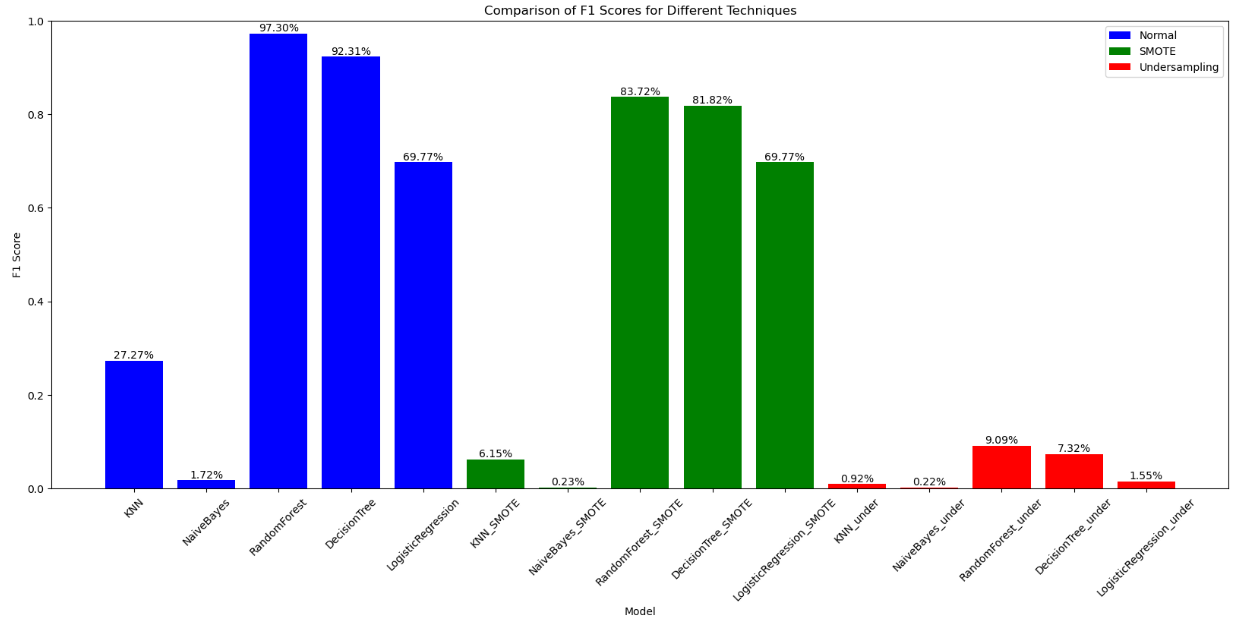 Comparison of F1 Scores for Different Techniques
1.0
0.8
0.6
0.4
0.2
0.0
F1 Score
Normal
SMOTE
Undersampling
27.27%
1.72%
97.30%
92.31%
69.77%
6.15%
0.23%
83.72%
81.82%
69.77%
0.92%
0.22%
9.09%
7.32%
1.55%
KNN
NaiveBayes
RandomForest
DecisionTree
LogisticRegression
KNN_SMOTE
NaiveBayes_SMOTE
RandomForest_SMOTE
DecisionTree_SMOTE
LogisticRegression_SMOTE
KNN_under
NaiveBayes_under
RandomForest_under
DecisionTree_under
LogisticRegression_under
Model